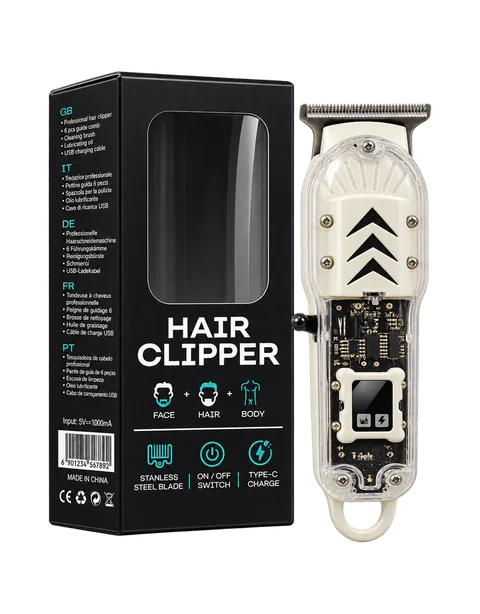 GB
• Professional hair clipper
• 6 pcs guide comb
• Cleaning brush
• Lubricating oil
• USB charging cable
IT
• Tredatrice professionale
• Pettine guida 6 pezzi
• Spazzola per la pulizia
• Olio lubrificante
• Cavo di ricarica USB
DE
• Professionelle
Haarschneidemaschine
• 6 Führungskämme
• Reinigungsbürste
• Schmieröl
• USB-Ladekabel
FR
• Tondeuse à cheveux
professionnelle
• Peigne de guidage 6
• Brosse de nettoyage
• Huile de graissage
• Câble de charge USB
PT
• Tosquiadeira de cabelo
profissional
• Pente de guia de 6 peças
• Escova de limpeza
• Óleo lubrificante
• Cabo de carregamento USB
Input: 5V⎓1000mA
6 901234 567892
MADE IN CHINA
CE
HAIR
CLIPPER
FACE + HAIR + BODY
STANLESS
STEEL BLADE
ON / OFF
SWITCH
TYPE-C
CHARGE